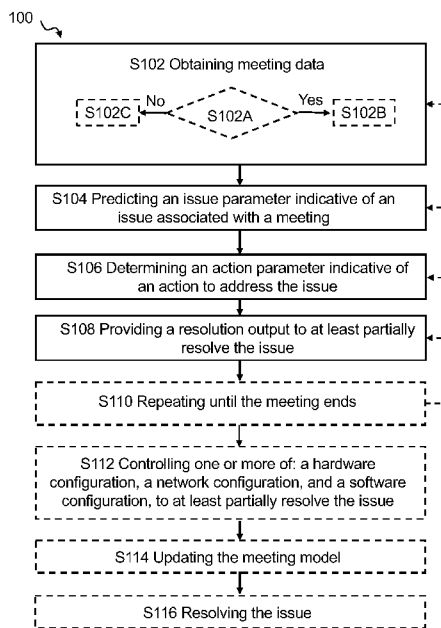 100
S102 Obtaining meeting data
No
Yes
S102C
S102A
S102B
S104 Predicting an issue parameter indicative of an
issue associated with a meeting
S106 Determining an action parameter indicative of
an action to address the issue
S108 Providing a resolution output to at least partially
resolve the issue
S110 Repeating until the meeting ends
S112 Controlling one or more of: a hardware
configuration, a network configuration, and a software
configuration, to at least partially resolve the issue
S114 Updating the meeting model
S116 Resolving the issue